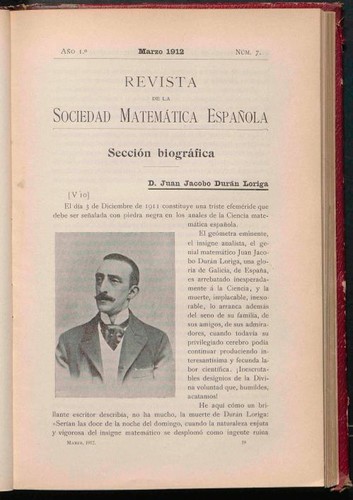 Año 1.º
Marzo 1912
Núm. 7.
REVISTA
DE LA
SOCIEDAD MATEMÁTICA ESPAÑOLA
Sección biográfica
D. Juan Jacobo Durán Loriga
[V 10]
El día 3 de Diciembre de 1911 constituye una triste efeméride que
debe ser señalada con piedra negra en los anales de la Ciencia mate-
mática española.
El geómetra eminente,
el insigne analista, el ge-
nial matemático Juan Jaco-
bo Durán Loriga, una glo-
ria de Galicia, de España,
es arrebatado inesperada-
mente á la Ciencia, y la
muerte, implacable, inexo-
rable, lo arranca además
del seno de su familia, de
sus amigos, de sus admira-
dores, cuando todavía su
privilegiado cerebro podía
continuar produciendo in-
teresantísima y fecunda la-
bor científica. ¡Inescruta-
bles designios de la Divi-
na voluntad que, humildes,
acatamos!
He aquí cómo un bri-
llante escritor describía, no ha mucho, la muerte de Durán Loriga:
«Serían las doce de la noche del domingo, cuando la naturaleza enjuta
y vigorosa del insigne matemático se desplomó como ingente ruina
Marzo, 1912.